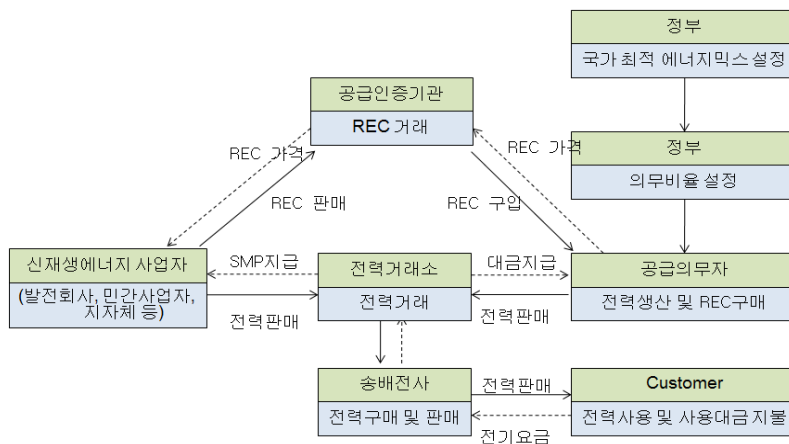 정부
국가 최적 에너지믹스 설정
공급인증기관
REC 거래
정부
의무비율 설정
REC 가격
REC 가격
REC 판매
REC 구입
신재생에너지 사업자
(발전회사, 민간사업자,
지자체 등)
SMP지급
전력거래소
전력거래
대금지급
공급의무자
전력생산 및 REC구매
전력판매
전력판매
송배전사
전력구매 및 판매
전력판매
Customer
전력사용 및 사용대금 지불
전기요금